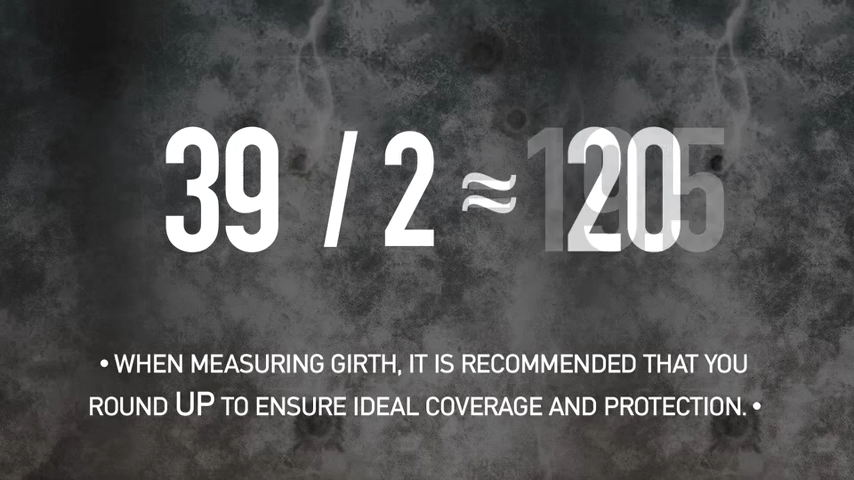 39 / 2 ≈ 20
• WHEN MEASURING GIRTH, IT IS RECOMMENDED THAT YOU
ROUND UP TO ENSURE IDEAL COVERAGE AND PROTECTION. •